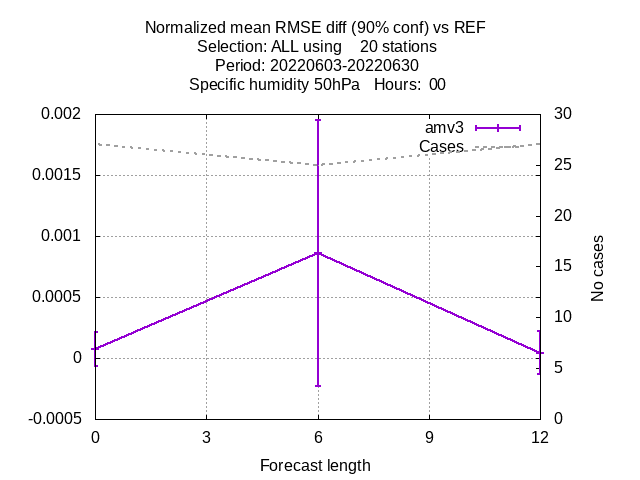 Normalized mean RMSE diff (90% conf) vs REF
Selection: ALL using    20 stations
Period: 20220603-20220630
Specific humidity 50hPa   Hours:  00
0.002
0.0015
0.001
0.0005
0
-0.0005
30
25
20
15
10
5
0
amv3
Cases
No cases
0
3
6
9
12
Forecast length